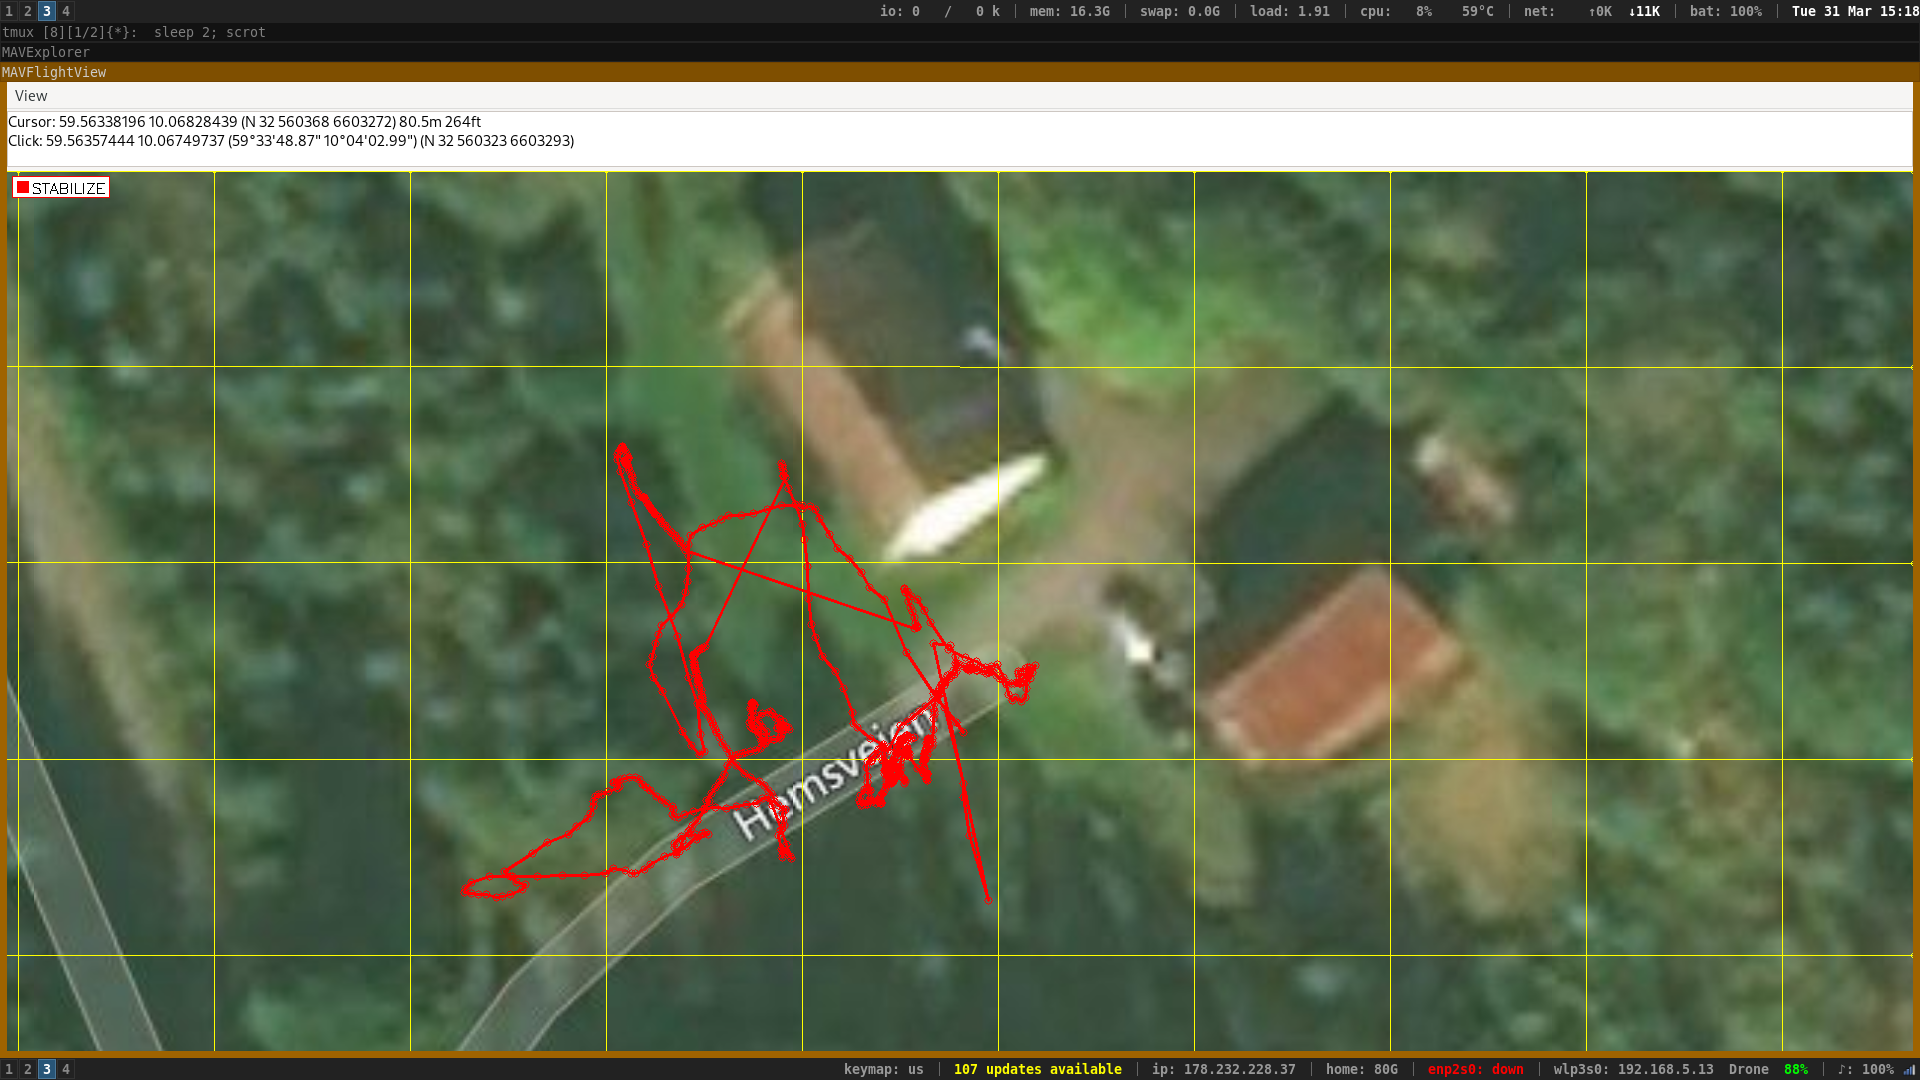 1 2 3 4 io: 0 / 0 k | mem: 16.3G | swap: 0.0G | load: 1.91 | cpu: 8% 59°C | net: ↑0K ↓11K | bat: 100% | Tue 31 Mar 15:18
tmux [8][1/2]{*}: sleep 2; scrot
MAVExplorer
MAVFlightView
View
Cursor: 59.56338196 10.06828439 (N 32 560368 6603272) 80.5m 264ft
Click: 59.56357444 10.06749737 (59°33'48.87" 10°04'02.99") (N 32 560323 6603293)
STABILIZE
1 2 3 4 keymap: us | 107 updates available | ip: 178.232.228.37 | home: 80G | enp2s0: down | wlp3s0: 192.168.5.13 Drone 88% | ♪: 100%